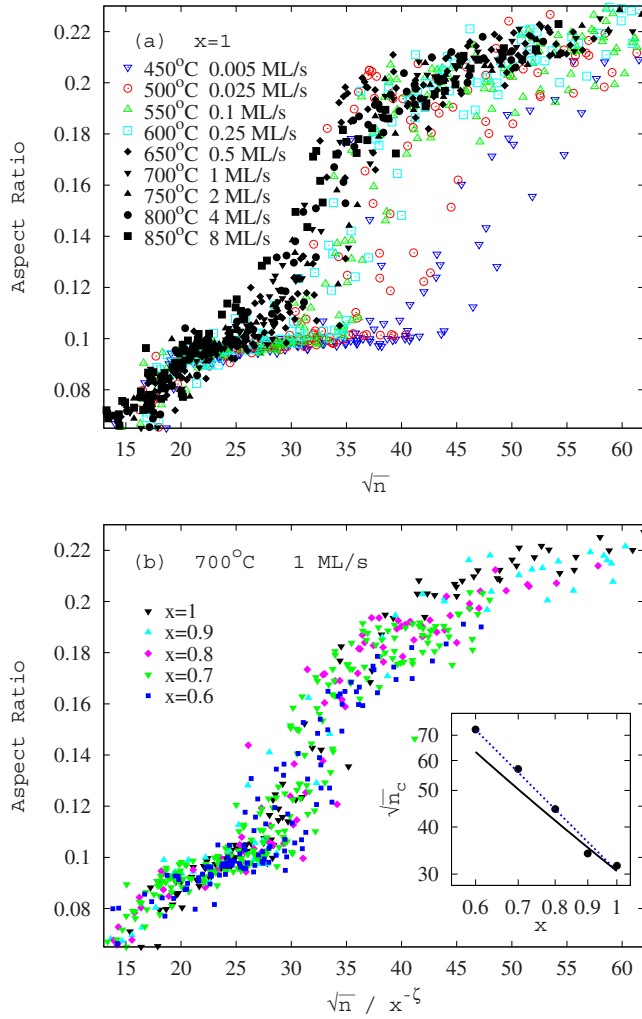 (a) x=1
450°C 0.005 ML/s
500°C 0.025 ML/s
550°C 0.1 ML/s
600°C 0.25 ML/s
650°C 0.5 ML/s
700°C 1 ML/s
750°C 2 ML/s
800°C 4 ML/s
850°C 8 ML/s
Aspect Ratio
0.22
0.2
0.18
0.16
0.14
0.12
0.1
0.08
15 20 25 30 35 40 45 50 55 60
√n
(b) 700°C 1 ML/s
x=1
x=0.9
x=0.8
x=0.7
x=0.6
Aspect Ratio
0.22
0.2
0.18
0.16
0.14
0.12
0.1
0.08
√n_c
70
60
50
40
30
0.6 0.7 0.8 0.9 1
x
15 20 25 30 35 40 45 50 55 60
√n / x^-ζ